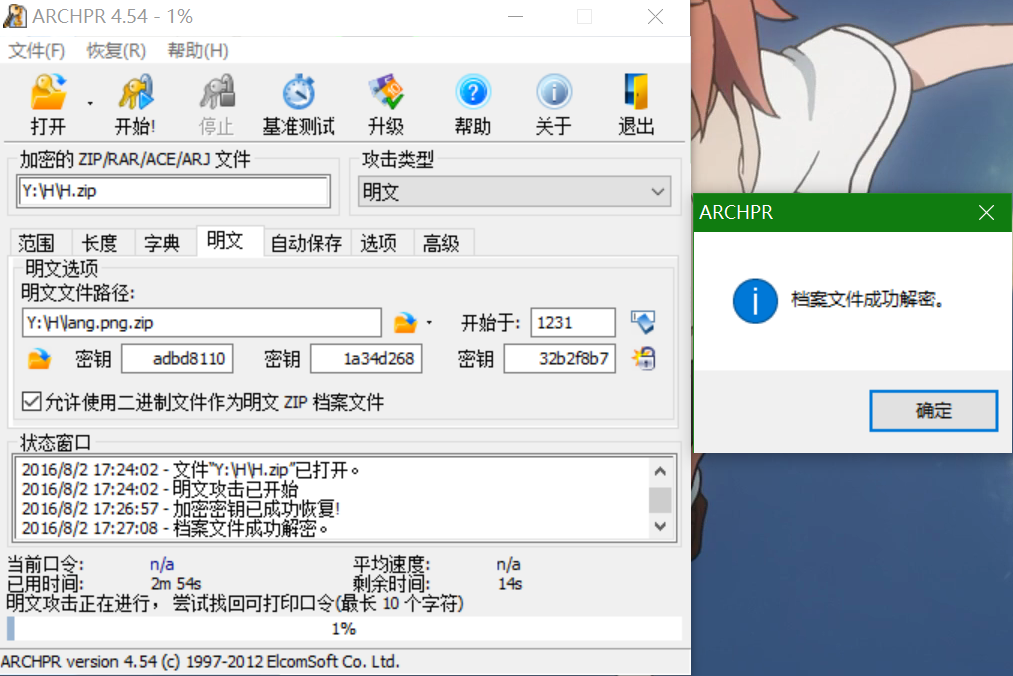 ARCHPR 4.54 - 1%
文件(F) 恢复(R) 帮助(H)
打开 开始! 停止 基准测试 升级 帮助 关于 退出
加密的 ZIP/RAR/ACE/ARJ 文件 攻击类型
Y:\H\H.zip 明文
范围 长度 字典 明文 自动保存 选项 高级
明文选项
明文文件路径:
Y:\H\lang.png.zip 开始于: 1231
密钥 adbd8110 密钥 1a34d268 密钥 32b2f8b7
允许使用二进制文件作为明文 ZIP 档案文件
状态窗口
2016/8/2 17:24:02 - 文件"Y:\H\H.zip"已打开。
2016/8/2 17:24:02 - 明文攻击已开始
2016/8/2 17:26:57 - 加密密钥已成功恢复!
2016/8/2 17:27:08 - 档案文件成功解密。
当前口令: n/a 平均速度: n/a
已用时间: 2m 54s 剩余时间: 14s
明文攻击正在进行，尝试找回可打印口令(最长 10 个字符)
1%
ARCHPR version 4.54 (c) 1997-2012 ElcomSoft Co. Ltd.
ARCHPR
档案文件成功解密。
确定